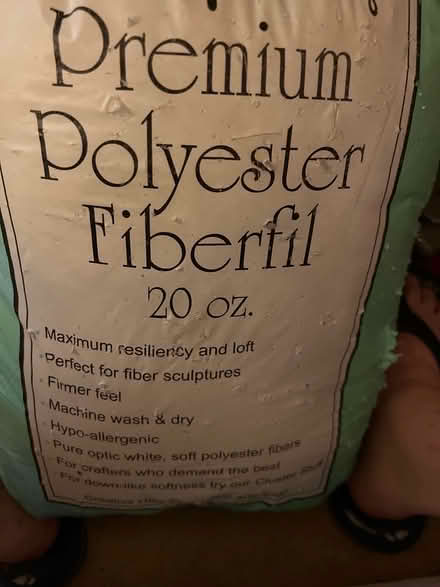 Premium
Polyester
Fiberfil
20 oz.
Maximum resiliency and loft
Perfect for fiber sculptures
Firmer feel
Machine wash & dry
Hypo-allergenic
Pure optic white, soft polyester fibers
For crafters who demand the best
For down-like softness try our Cluster Stuff